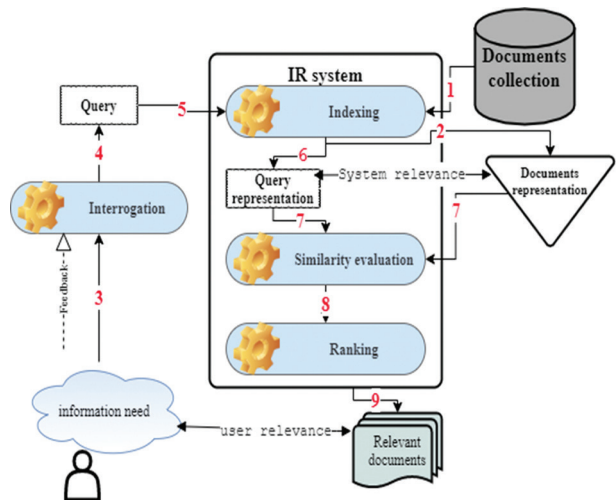 Documents
collection
IR system
1
Query
5
Indexing
2
4
6
Query
representation
System relevance
Documents
representation
Interrogation
7
7
Similarity evaluation
Feedback
3
8
Ranking
9
information need
user relevance
Relevant
documents